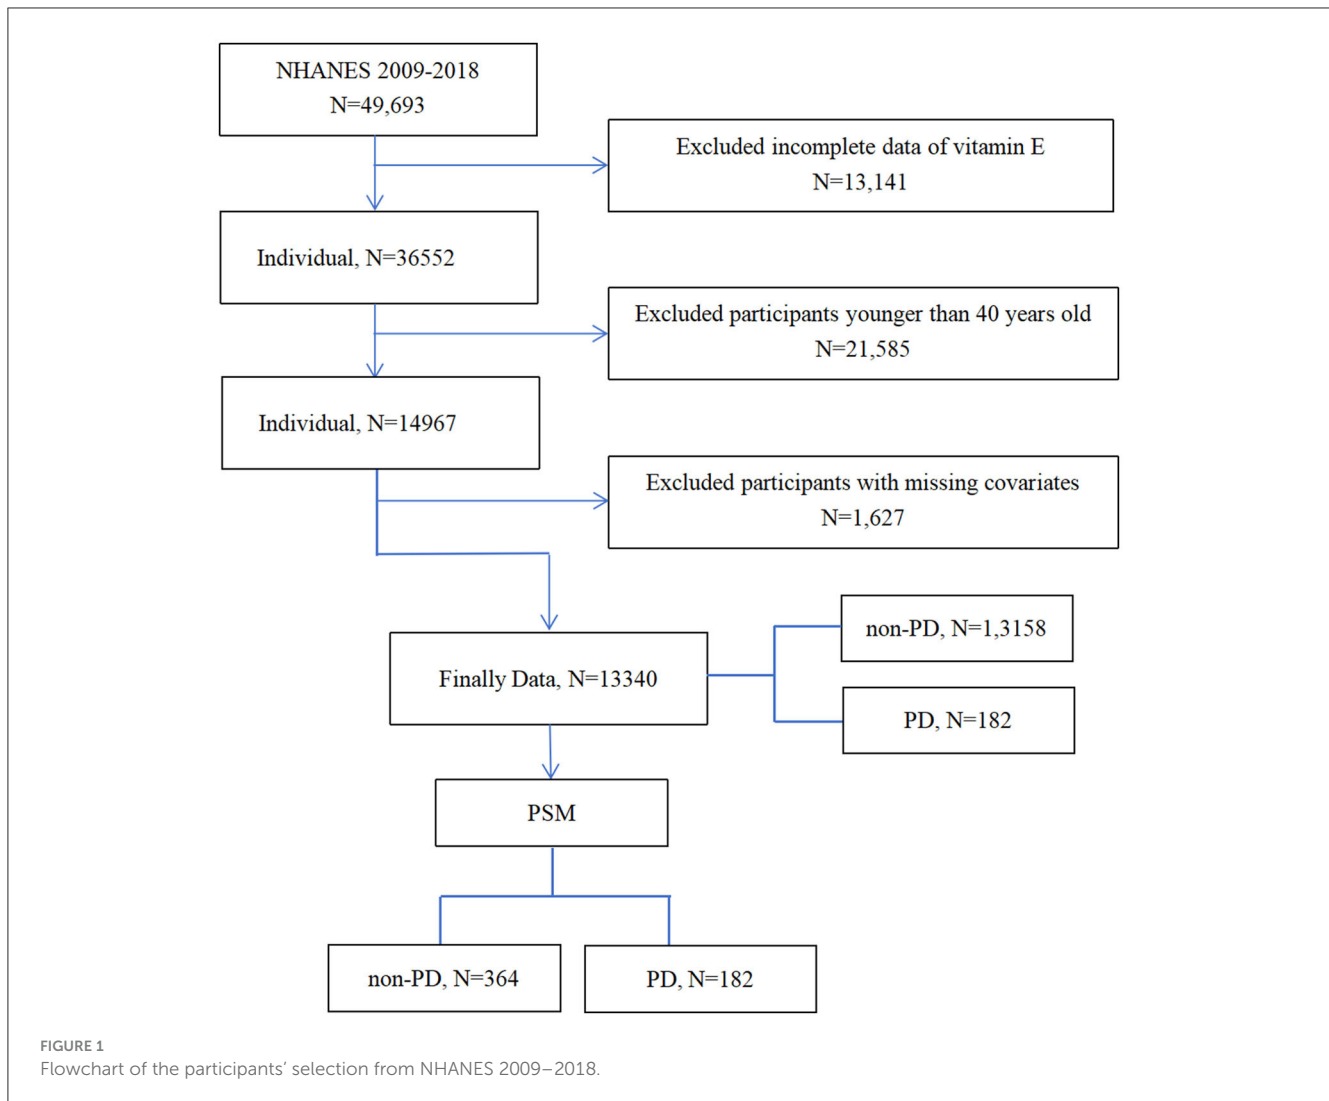 NHANES 2009-2018
N=49,693
Excluded incomplete data of vitamin E
N=13,141
Individual, N=36552
Excluded participants younger than 40 years old
N=21,585
Individual, N=14967
Excluded participants with missing covariates
N=1,627
non-PD, N=1,3158
Finally Data, N=13340
PD, N=182
PSM
non-PD, N=364
PD, N=182
FIGURE 1
Flowchart of the participants’ selection from NHANES 2009–2018.